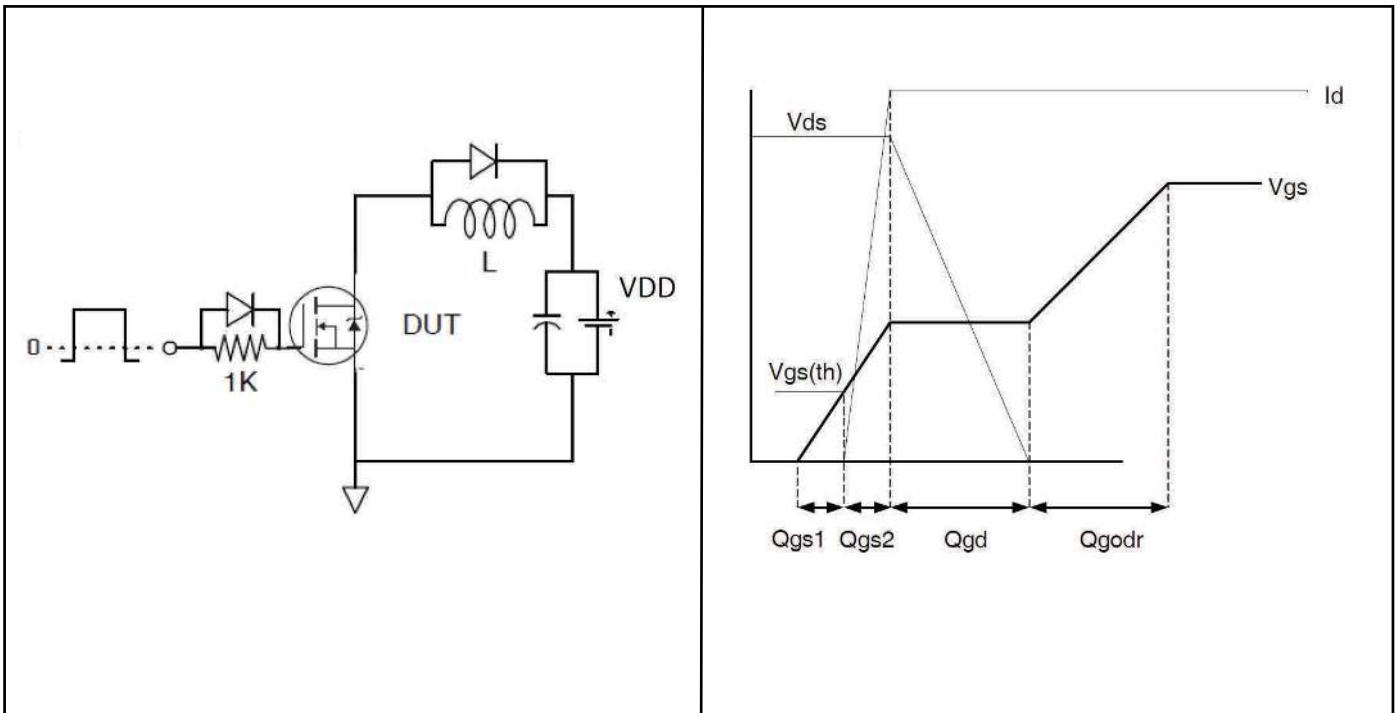 L
VDD
DUT
0
1K
Id
Vds
Vgs
Vgs(th)
Qgs1 Qgs2 Qgd Qgodr